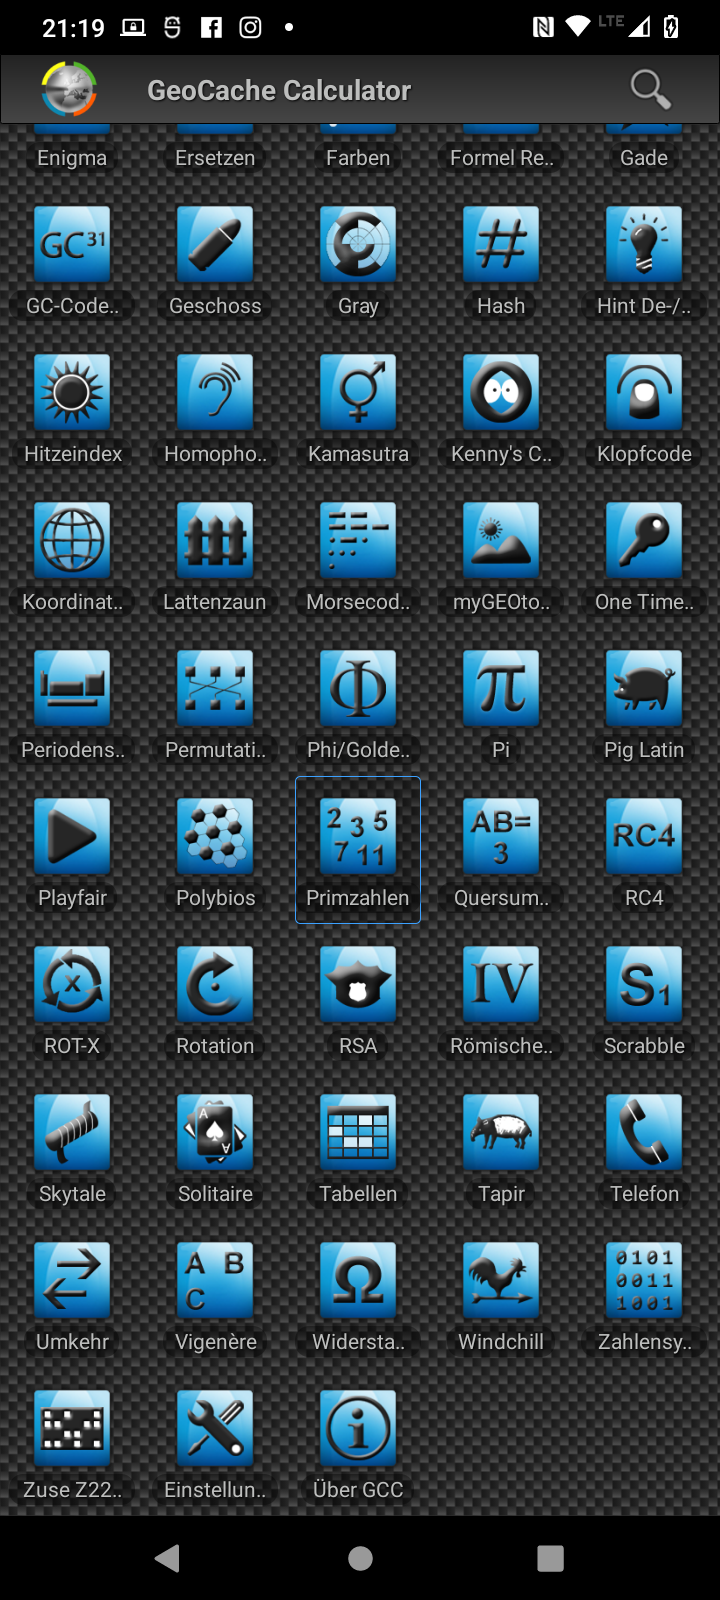 21:19 LTE
GeoCache Calculator
Enigma Ersetzen Farben Formel Re.. Gade
GC³¹ #
GC-Code.. Geschoss Gray Hash Hint De-/..
Hitzeindex Homopho.. Kamasutra Kenny's C.. Klopfcode
Koordinat.. Lattenzaun Morsecod.. myGEOto.. One Time..
Φ π
Periodens.. Permutati.. Phi/Golde.. Pi Pig Latin
2 3 5 AB= RC4
7 11 3
Playfair Polybios Primzahlen Quersum.. RC4
X IV S₁
ROT-X Rotation RSA Römische.. Scrabble
A
A
Skytale Solitaire Tabellen Tapir Telefon
A B Ω 0101
0011
C 1001
Umkehr Vigenère Widersta.. Windchill Zahlensy..
i
Zuse Z22.. Einstellun.. Über GCC